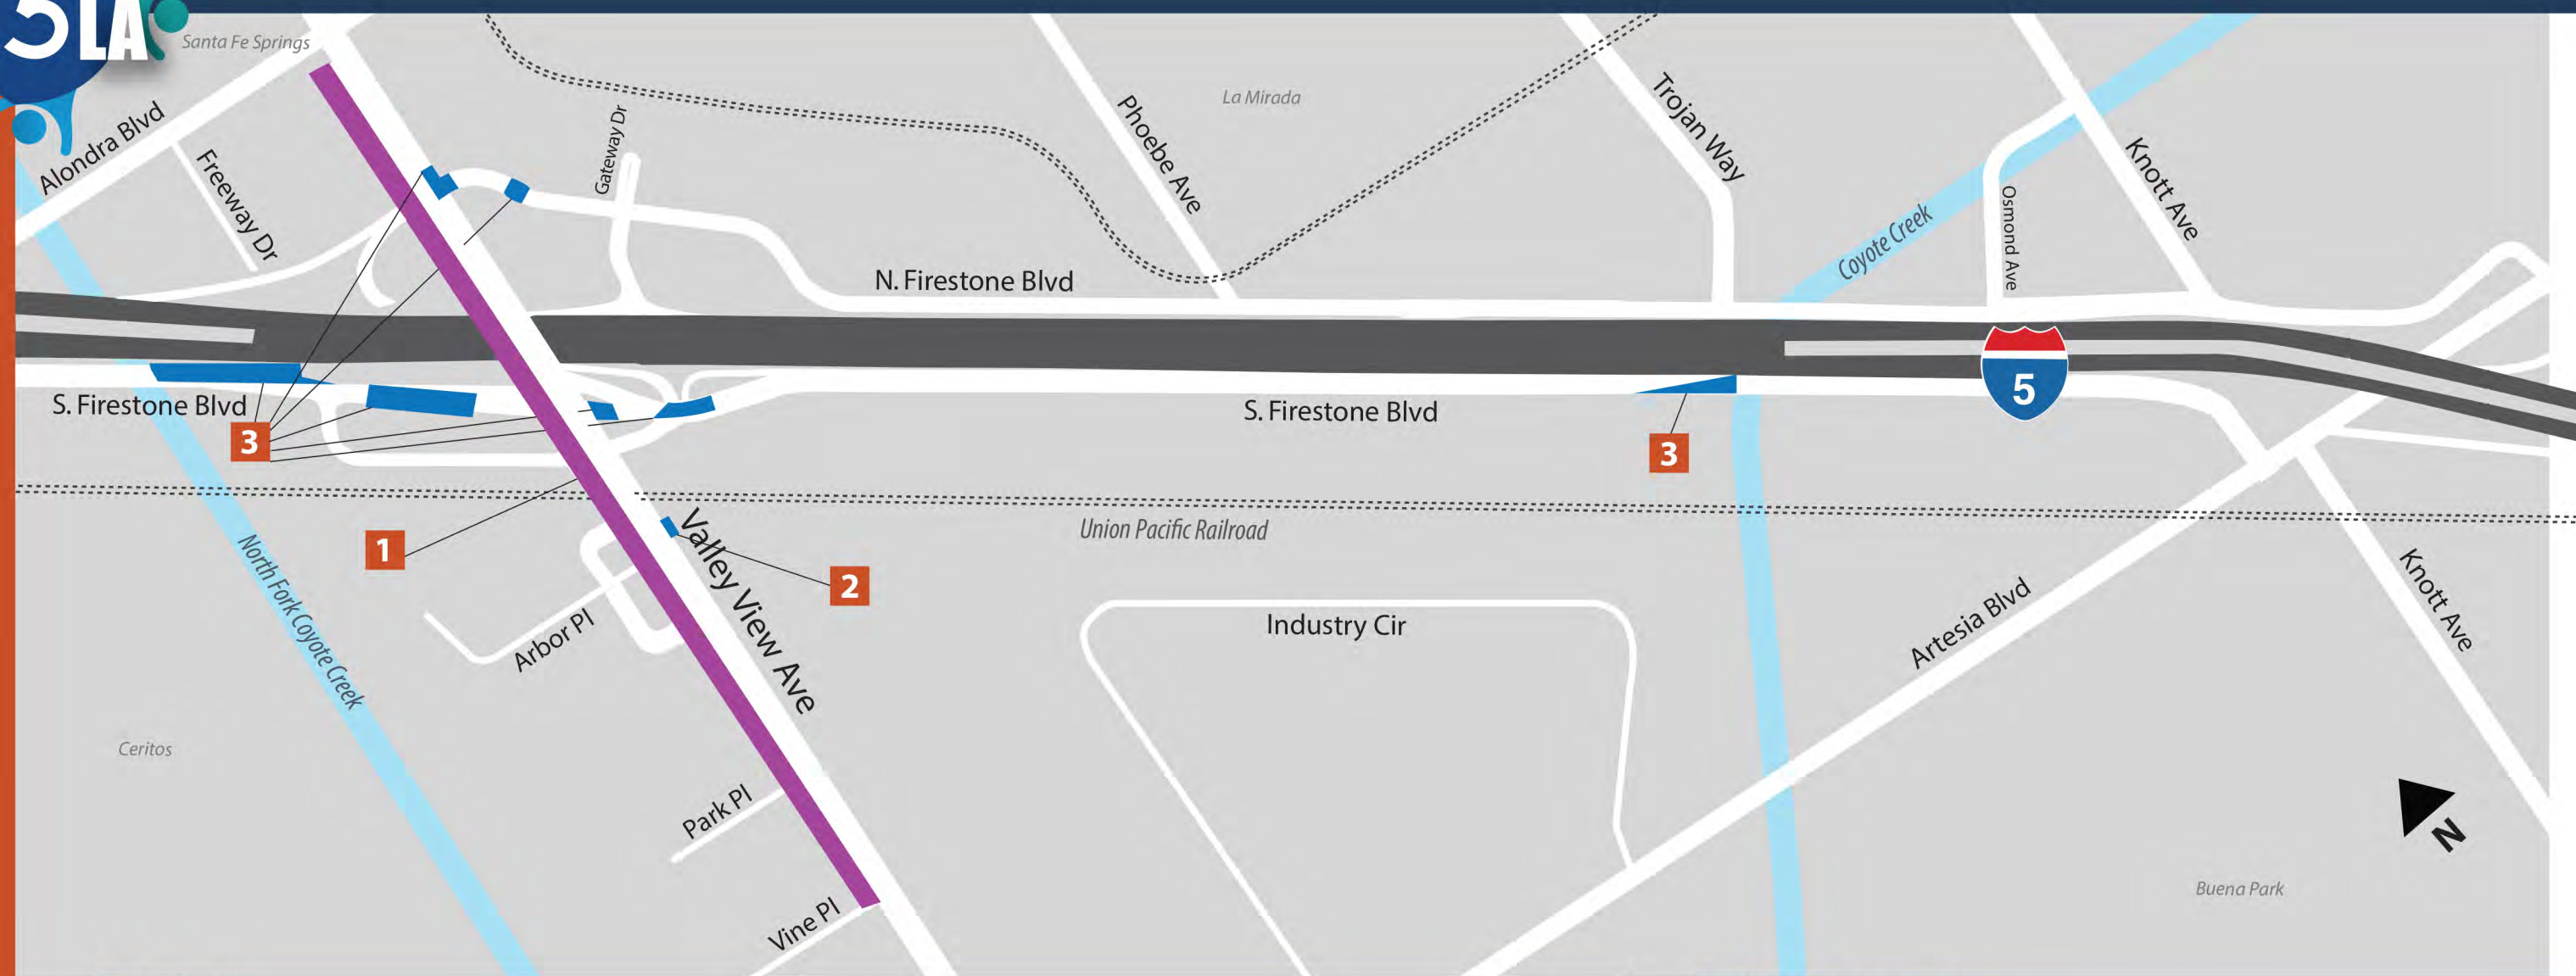 5LA
Santa Fe Springs
La Mirada
Alondra Blvd
Freeway Dr
Gateway Dr
Phoebe Ave
Trojan Way
Knott Ave
Osmond Ave
Coyote Creek
N. Firestone Blvd
5
S. Firestone Blvd
S. Firestone Blvd
3
3
1
2
Union Pacific Railroad
North Fork Coyote Creek
Valley View Ave
Arbor Pl
Industry Cir
Artesia Blvd
Knott Ave
Ceritos
Park Pl
Vine Pl
Buena Park
N